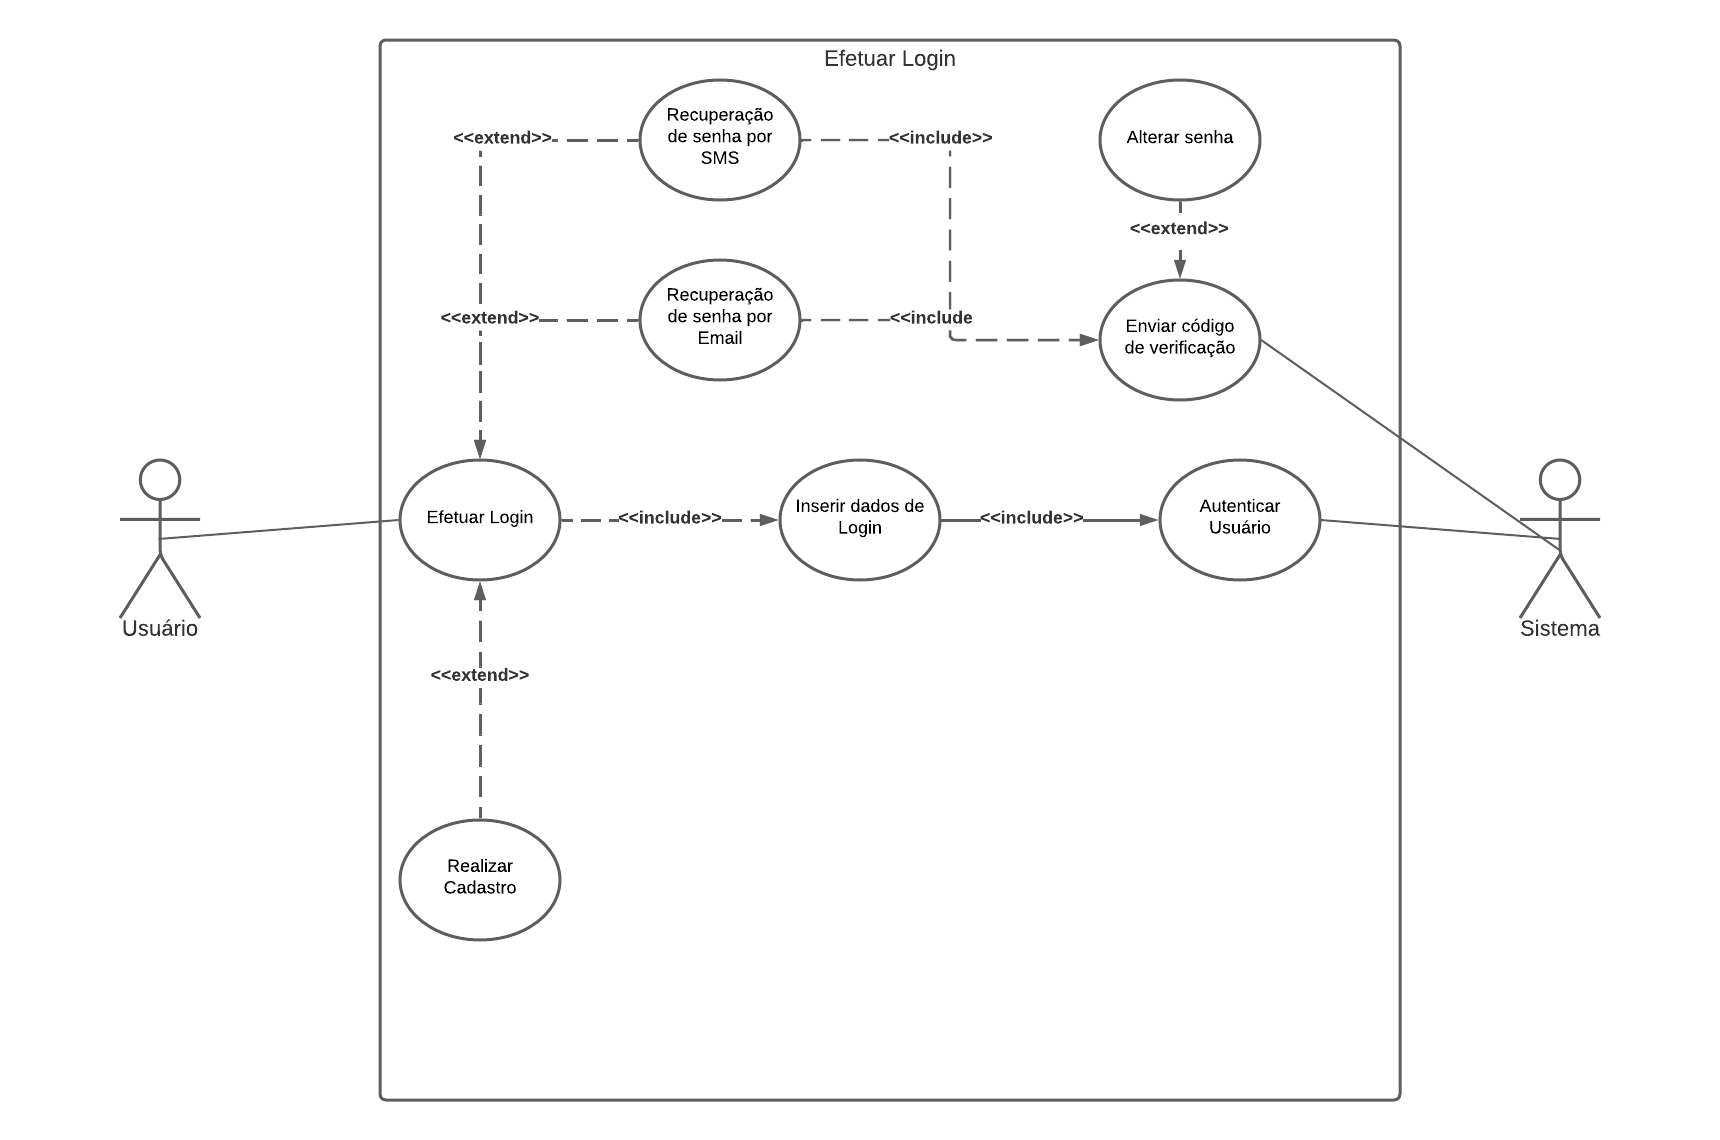 Efetuar Login
Recuperação
de senha por
SMS
<<extend>>
<<include>>
Alterar senha
<<extend>>
Recuperação
de senha por
Email
<<extend>>
<<include
Enviar código
de verificação
Usuário
Efetuar Login
<<include>>
Inserir dados de
Login
<<include>>
Autenticar
Usuário
Sistema
<<extend>>
Realizar
Cadastro